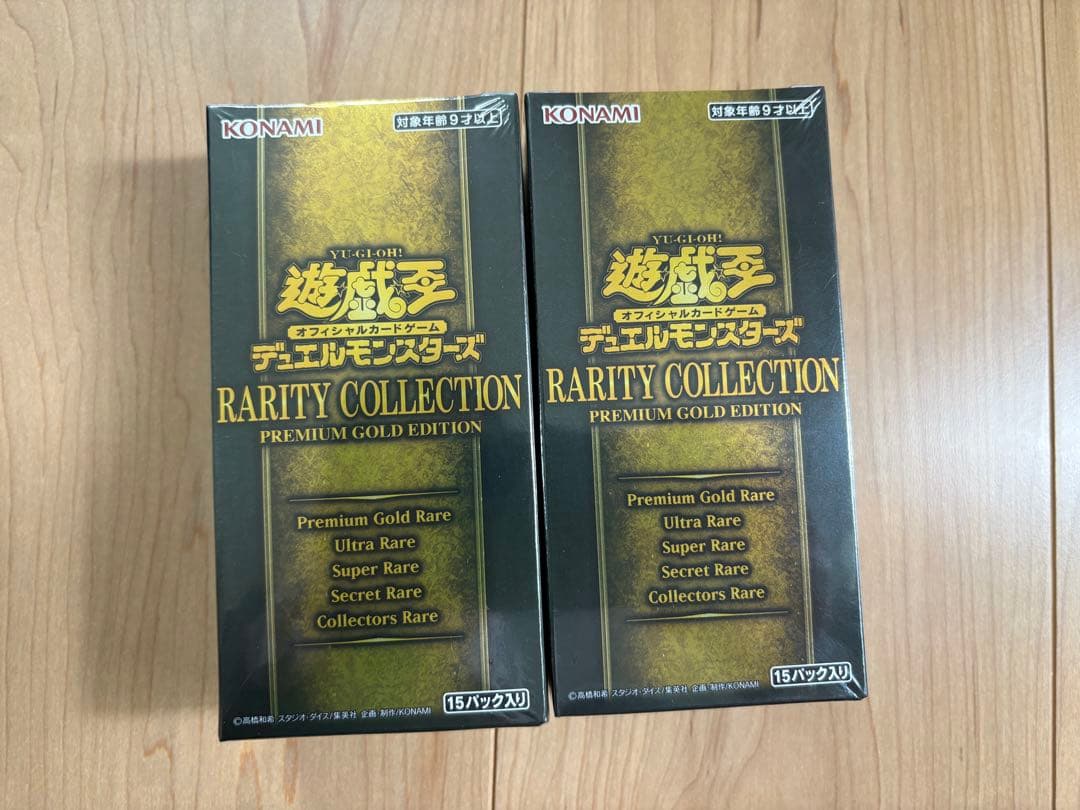 KONAMI
対象年齢9才以上
YU-GI-OH!
遊戯王
オフィシャルカードゲーム
デュエルモンスターズ
RARITY COLLECTION
PREMIUM GOLD EDITION
Premium Gold Rare
Ultra Rare
Super Rare
Secret Rare
Collectors Rare
15パック入り
©高橋和希 スタジオ・ダイス/集英社 企画・制作/KONAMI
KONAMI
対象年齢9才以上
YU-GI-OH!
遊戯王
オフィシャルカードゲーム
デュエルモンスターズ
RARITY COLLECTION
PREMIUM GOLD EDITION
Premium Gold Rare
Ultra Rare
Super Rare
Secret Rare
Collectors Rare
15パック入り
©高橋和希 スタジオ・ダイス/集英社 企画・制作/KONAMI